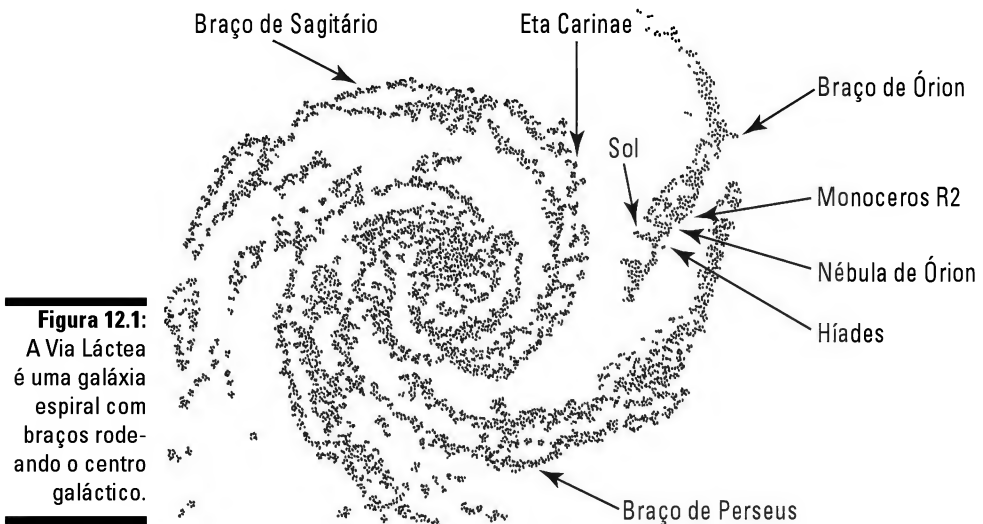 Braço de Sagitário
Eta Carinae
Braço de Órion
Sol
Monoceros R2
Nébula de Órion
Híades
Figura 12.1:
A Via Láctea
é uma galáxia
espiral com
braços rode-
ando o centro
galáctico.
Braço de Perseus